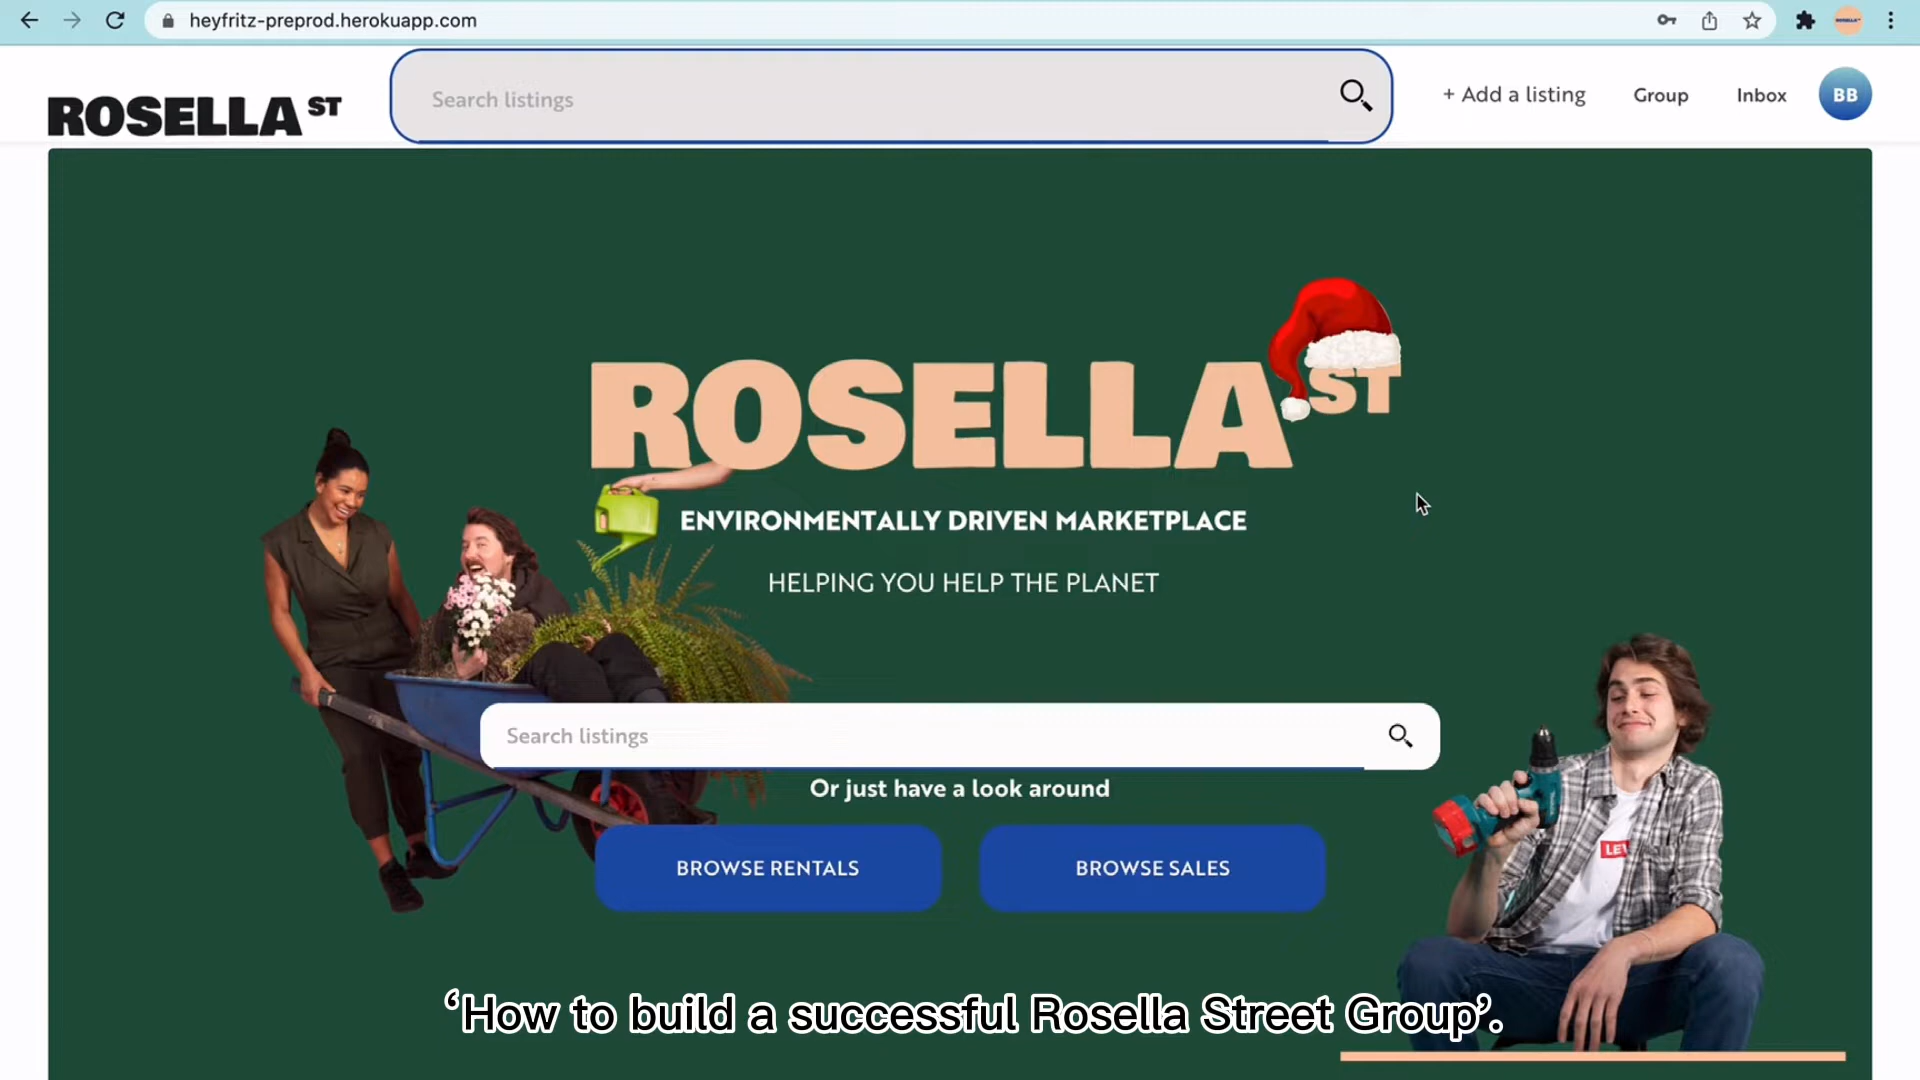 heyfritz-preprod.herokuapp.com
ROSELLA ST
Search listings
+ Add a listing
Group
Inbox
BB
ROSELLA ST
ENVIRONMENTALLY DRIVEN MARKETPLACE
HELPING YOU HELP THE PLANET
Search listings
Or just have a look around
BROWSE RENTALS
BROWSE SALES
LEV
‘How to build a successful Rosella Street Group’.